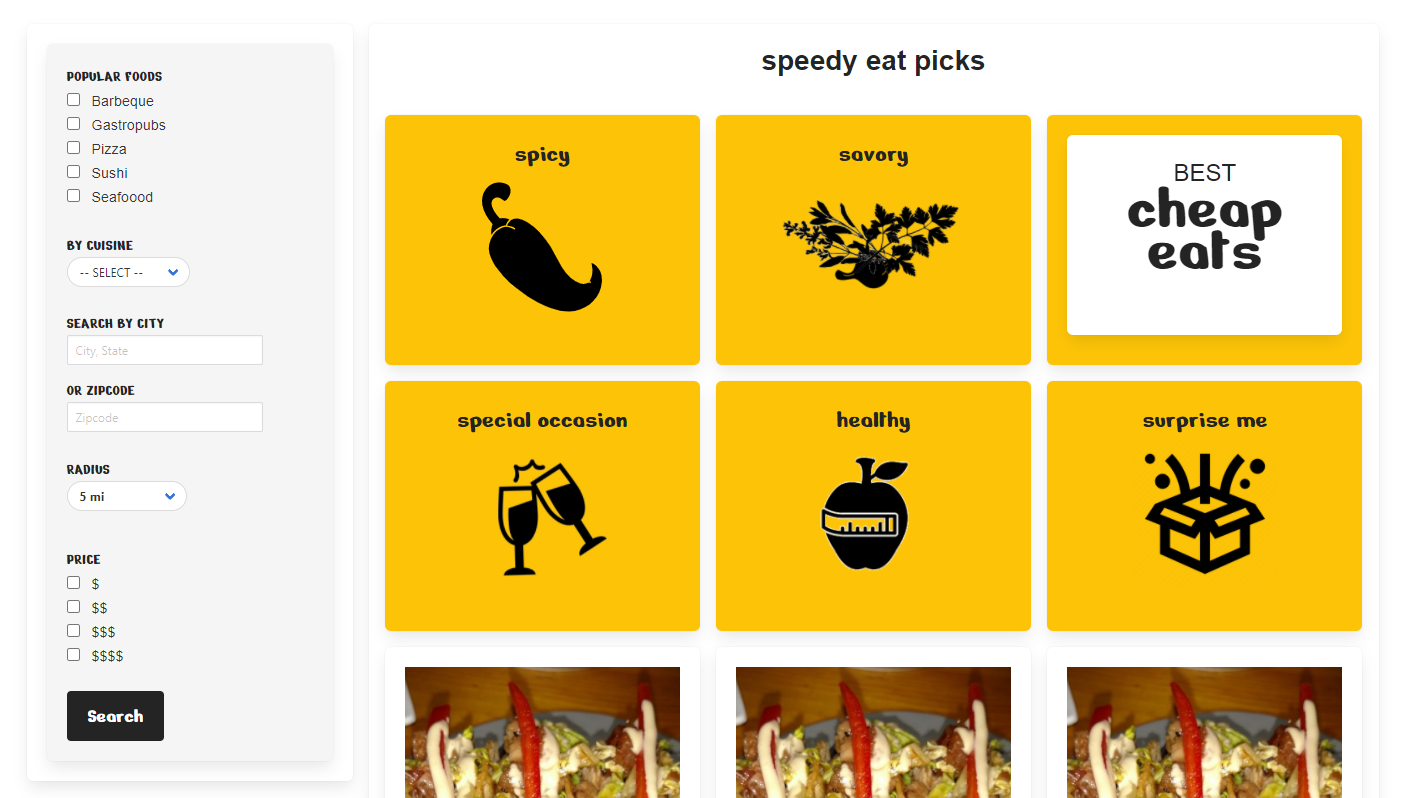 POPULAR FOODS
Barbeque
Gastropubs
Pizza
Sushi
Seafoood
BY CUISINE
-- SELECT --
SEARCH BY CITY
City, State
OR ZIPCODE
Zipcode
RADIUS
5 mi
PRICE
$
$$
$$$
$$$$
Search
speedy eat picks
spicy
savory
BEST
cheap
eats
special occasion
healthy
surprise me